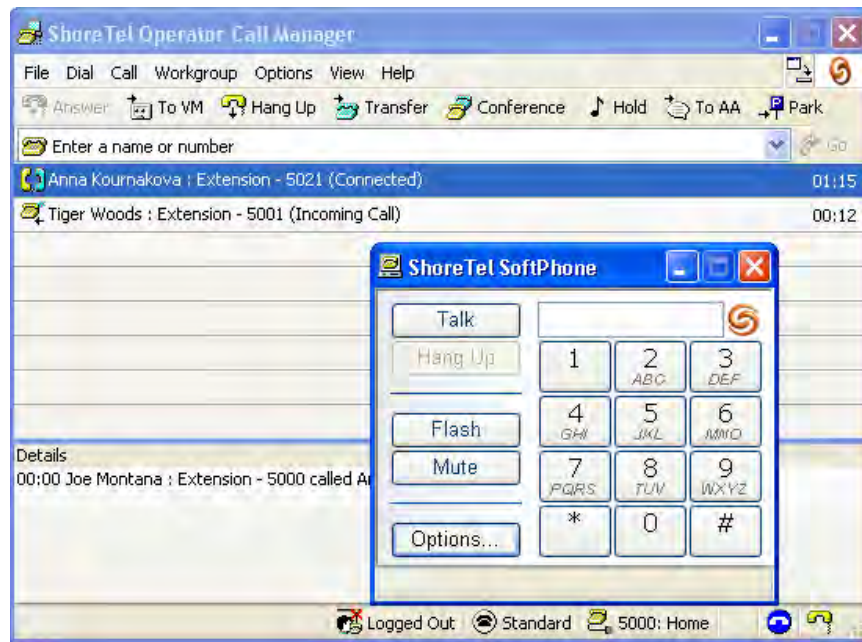 ShoreTel Operator Call Manager
File Dial Call Workgroup Options View Help
Answer To VM Hang Up Transfer Conference Hold To AA Park
Enter a name or number Go
Anna Kournakova : Extension - 5021 (Connected) 01:15
Tiger Woods : Extension - 5001 (Incoming Call) 00:12
ShoreTel SoftPhone
Talk
Hang Up
Flash
Mute
Options...
1 2 3
ABC DEF
4 5 6
GHI JKL MNO
7 8 9
PQRS TUV WXYZ
* 0 #
Details
00:00 Joe Montana : Extension - 5000 called
Logged Out Standard 5000: Home